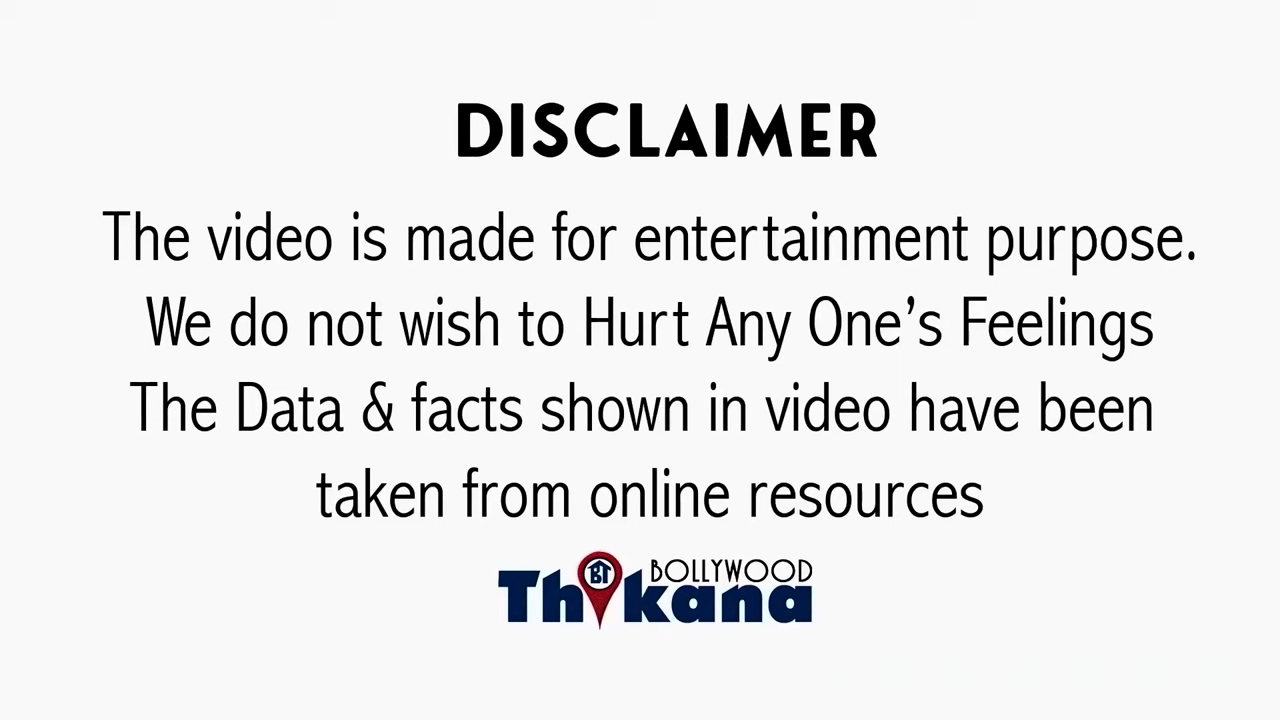 DISCLAIMER
The video is made for entertainment purpose.
We do not wish to Hurt Any One’s Feelings
The Data & facts shown in video have been
taken from online resources
BOLLYWOOD
BT
Thikana